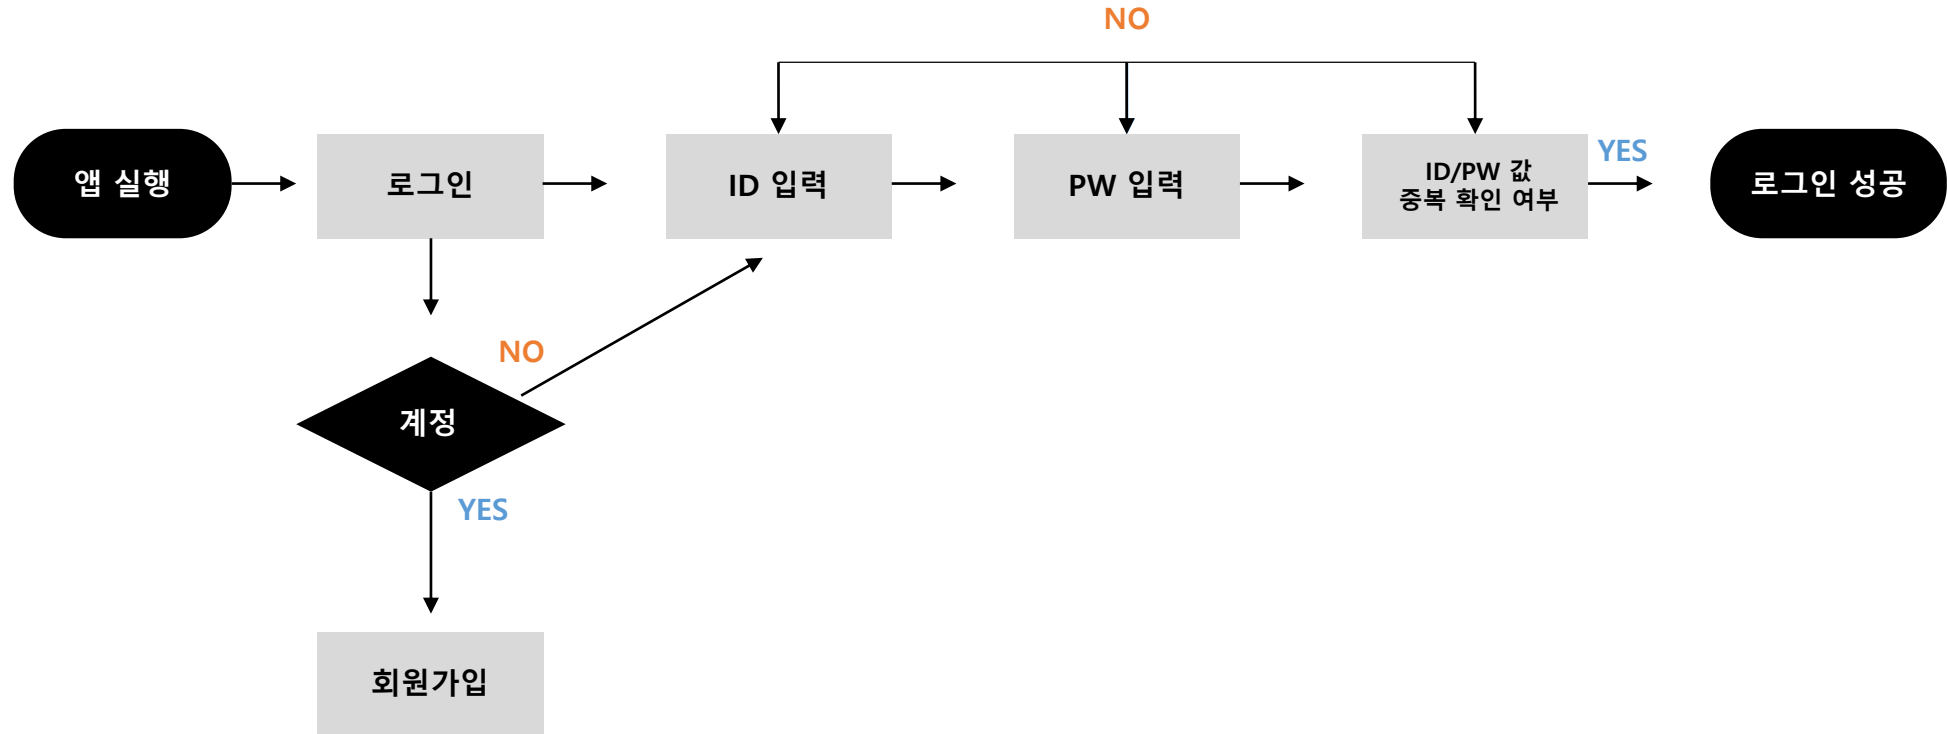 NO
앱 실행
로그인
ID 입력
PW 입력
ID/PW 값
중복 확인 여부
YES
로그인 성공
NO
계정
YES
회원가입